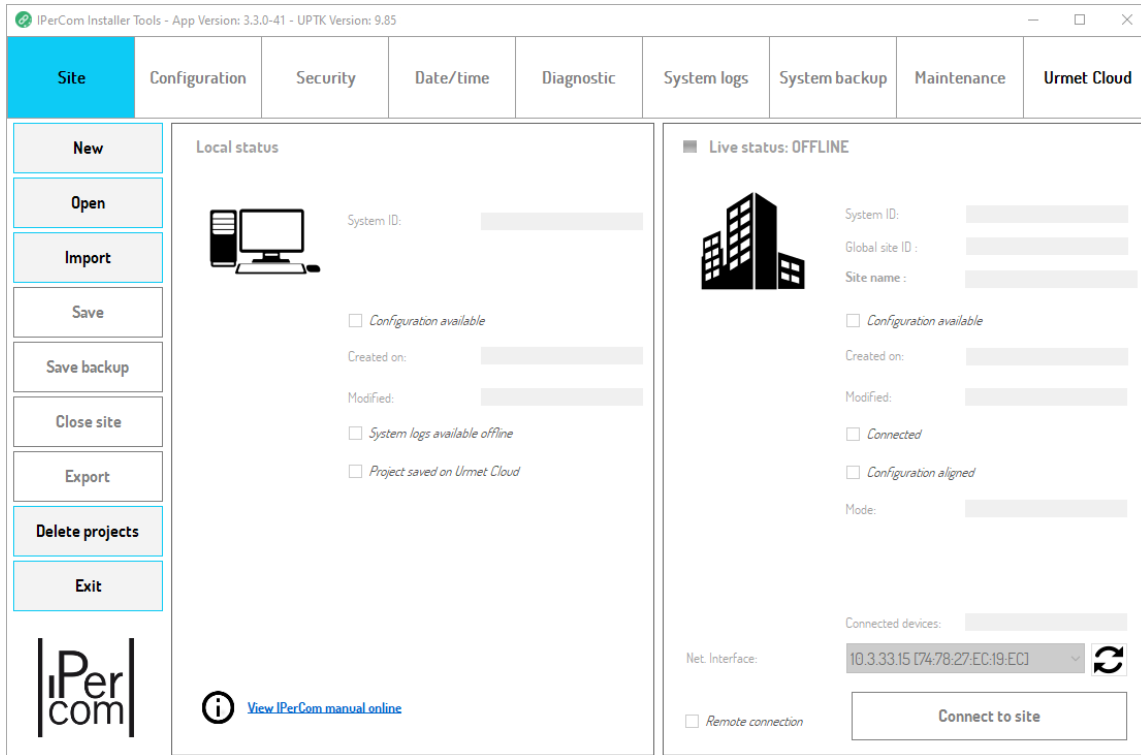 IPerCom Installer Tools - App Version: 3.3.0-41 - UPTK Version: 9.85
Site
Configuration
Security
Date/time
Diagnostic
System logs
System backup
Maintenance
Urmet Cloud
New
Open
Import
Save
Save backup
Close site
Export
Delete projects
Exit
IPer
com
Local status
System ID:
Configuration available
Created on:
Modified:
System logs available offline
Project saved on Urmet Cloud
View IPerCom manual online
Live status: OFFLINE
System ID:
Global site ID :
Site name :
Configuration available
Created on:
Modified:
Connected
Configuration aligned
Mode:
Connected devices:
Net. Interface:
10.3.33.15 [74:78:27:EC:19:EC]
Remote connection
Connect to site